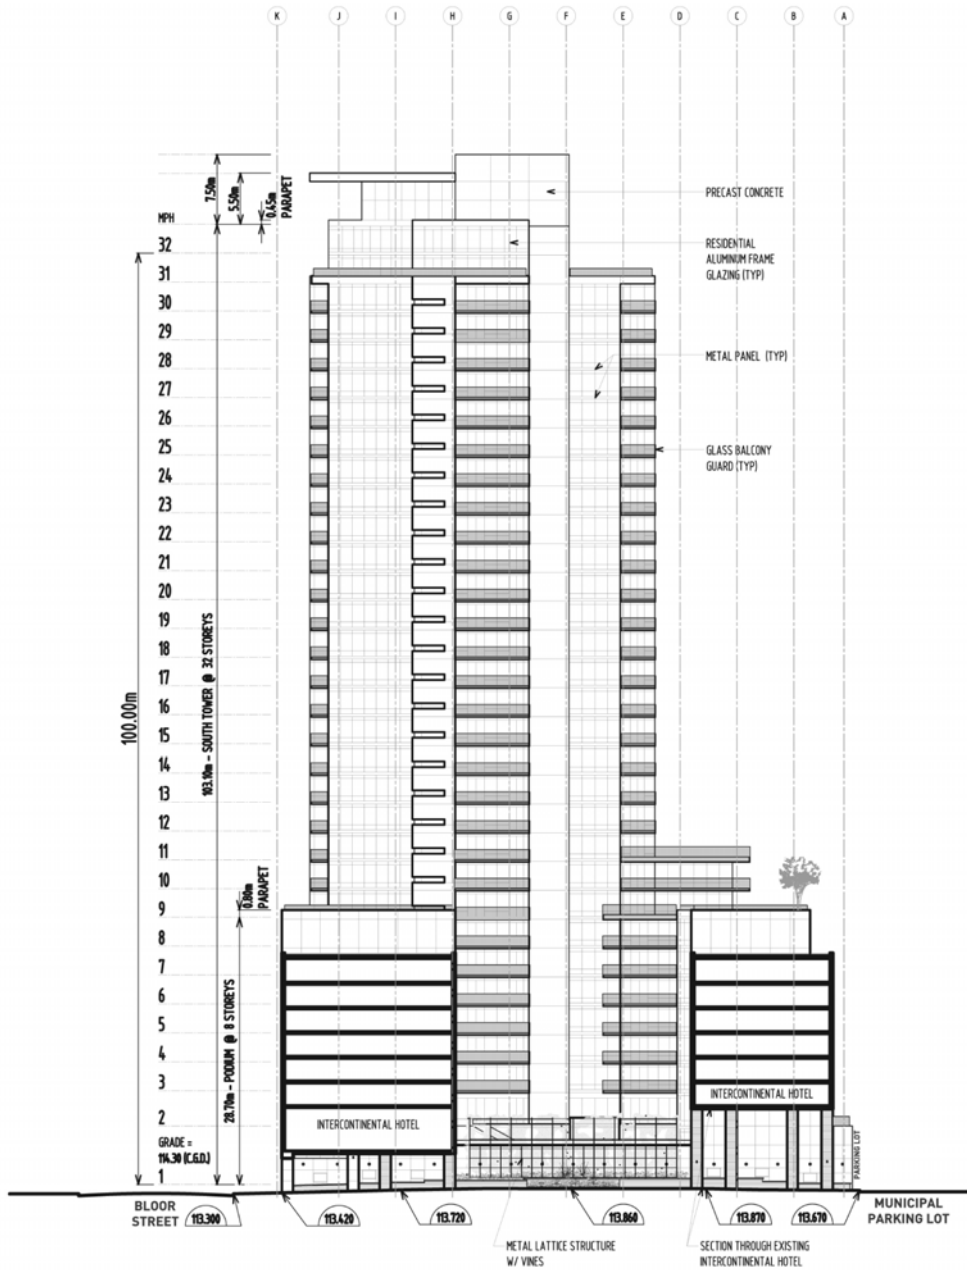 K J I H G F E D C B A
7.50m
5.50m
0.45m
PARAPET
PRECAST CONCRETE
MPH
32
RESIDENTIAL
ALUMINUM FRAME
GLAZING (TYP)
31
30
29
28
METAL PANEL (TYP)
27
26
25
GLASS BALCONY
GUARD (TYP)
24
23
22
21
20
19
18
17
16
15
14
13
12
11
10
9
8
7
6
5
4
3
2
GRADE =
114.30 (C.G.D.)
1
100.00m
103.10m - SOUTH TOWER @ 32 STOREYS
0.80m
PARAPET
28.70m - PODIUM @ 8 STOREYS
INTERCONTINENTAL HOTEL
INTERCONTINENTAL HOTEL
PARKING LOT
BLOOR
STREET
113.300
113.420
113.720
113.860
113.870
113.670
MUNICIPAL
PARKING LOT
METAL LATTICE STRUCTURE
W/ VINES
SECTION THROUGH EXISTING
INTERCONTINENTAL HOTEL